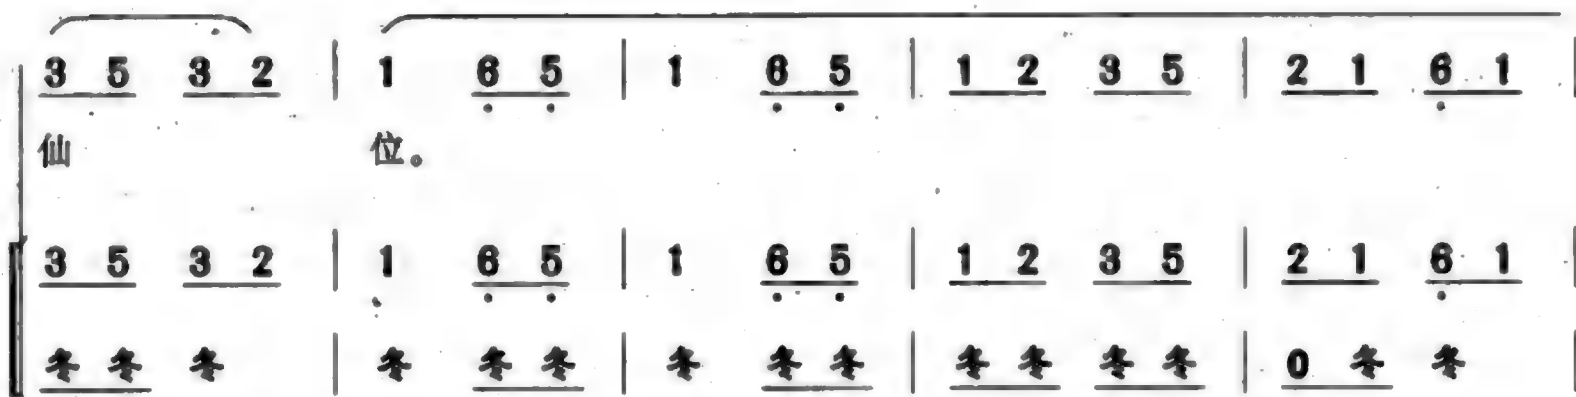 3 5 3 2 | 1 6 5 | 1 6 5 | 1 2 3 5 | 2 1 6 1 |
仙 位。
3 5 3 2 | 1 6 5 | 1 6 5 | 1 2 3 5 | 2 1 6 1 |
冬 冬 冬 | 冬 冬 冬 | 冬 冬 冬 | 冬 冬 冬 冬 | 0 冬 冬 |